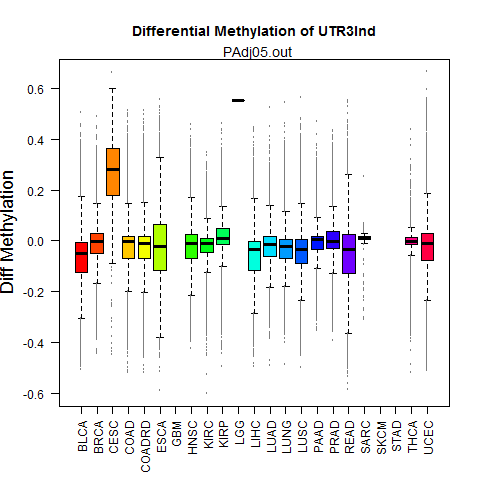 Differential Methylation of UTR3Ind
PAdj05.out
Diff Methylation
0.6
0.4
0.2
0.0
-0.2
-0.4
-0.6
BLCA
BRCA
CESC
COAD
COADRD
ESCA
GBM
HNSC
KIRC
KIRP
LGG
LIHC
LUAD
LUNG
LUSC
PAAD
PRAD
READ
SARC
SKCM
STAD
THCA
UCEC